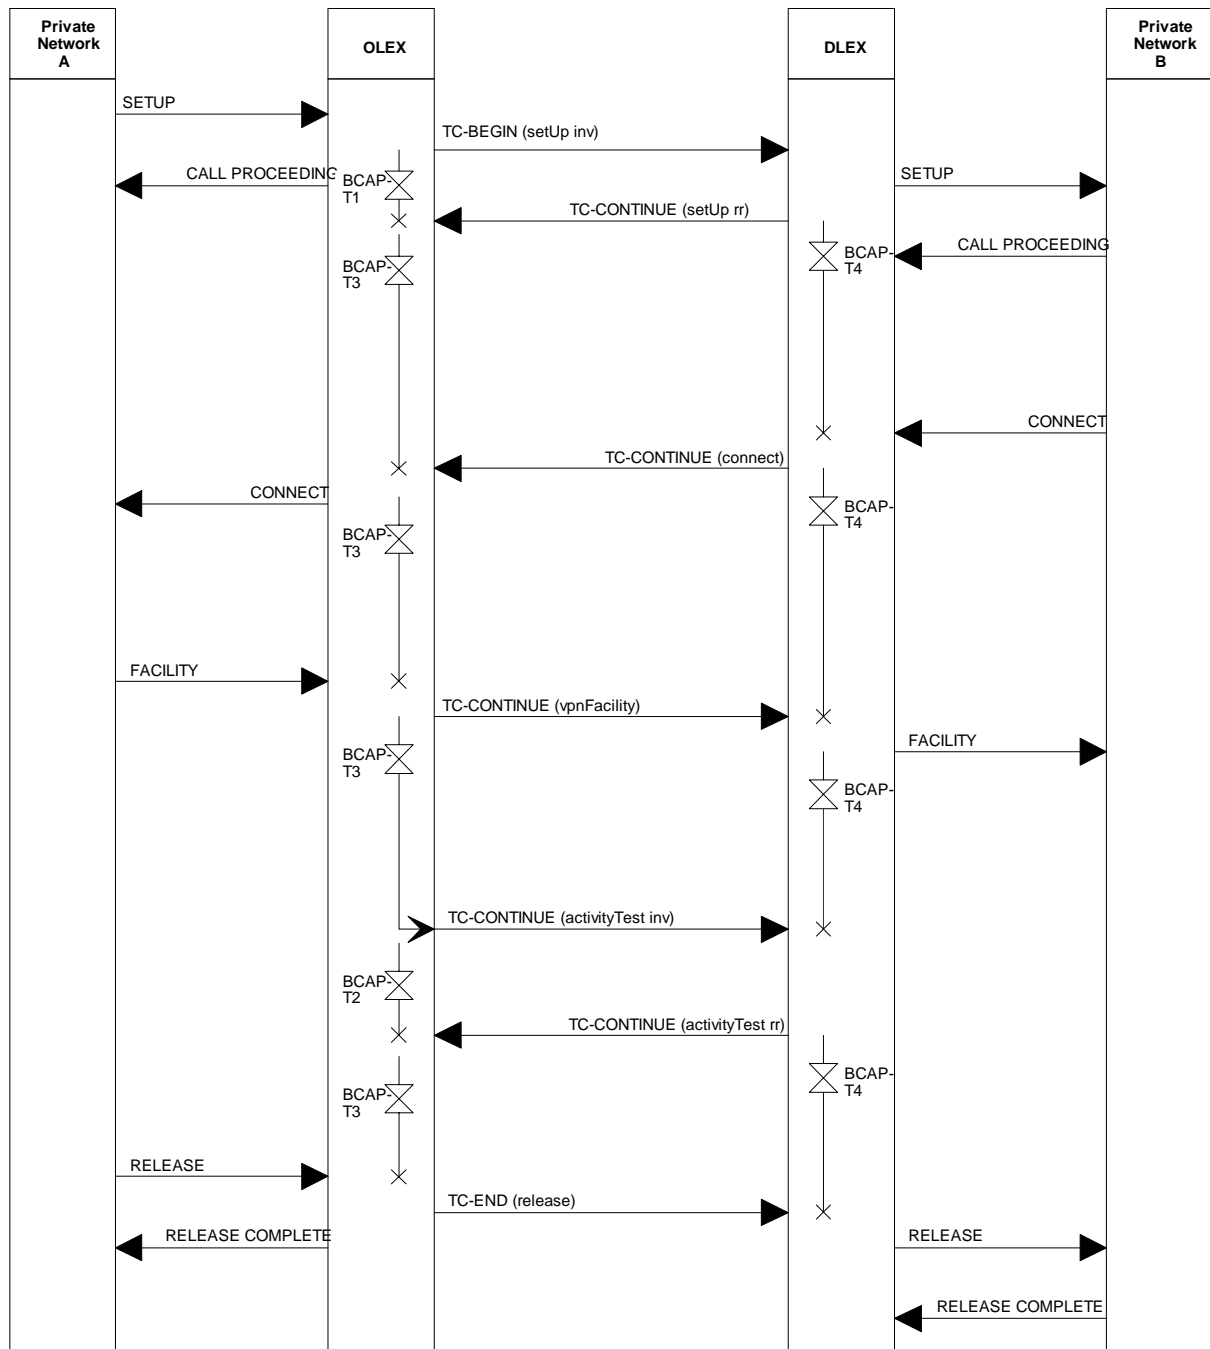 Private
Network
A
OLEX
DLEX
Private
Network
B
SETUP
TC-BEGIN (setUp inv)
CALL PROCEEDING
BCAP-
T1
SETUP
TC-CONTINUE (setUp rr)
CALL PROCEEDING
BCAP-
T4
BCAP-
T3
CONNECT
TC-CONTINUE (connect)
CONNECT
BCAP-
T4
BCAP-
T3
FACILITY
TC-CONTINUE (vpnFacility)
FACILITY
BCAP-
T3
BCAP-
T4
TC-CONTINUE (activityTest inv)
BCAP-
T2
TC-CONTINUE (activityTest rr)
BCAP-
T4
BCAP-
T3
RELEASE
TC-END (release)
RELEASE COMPLETE
RELEASE
RELEASE COMPLETE